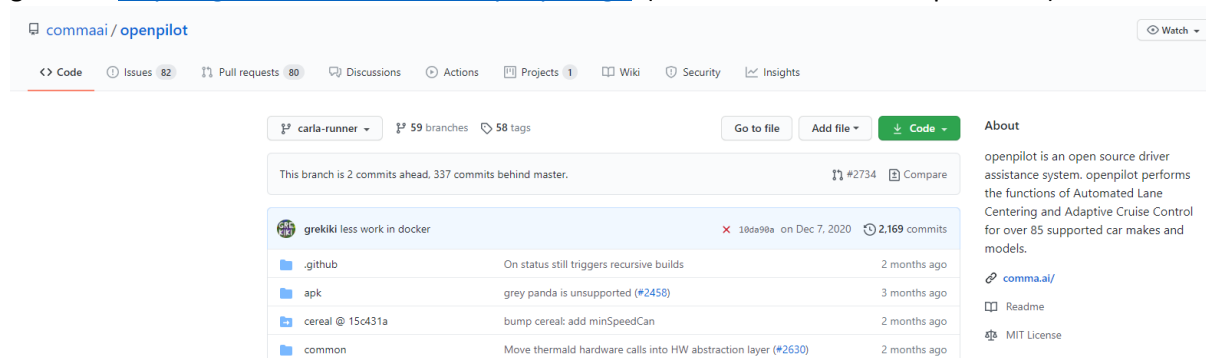 commaai / openpilot
Watch
Code Issues 82 Pull requests 80 Discussions Actions Projects 1 Wiki Security Insights
carla-runner 59 branches 58 tags Go to file Add file Code
This branch is 2 commits ahead, 337 commits behind master. #2734 Compare
grekiki less work in docker 10da90a on Dec 7, 2020 2,169 commits
.github On status still triggers recursive builds 2 months ago
apk grey panda is unsupported (#2458) 3 months ago
cereal @ 15c431a bump cereal: add minSpeedCan 2 months ago
common Move thermald hardware calls into HW abstraction layer (#2630) 2 months ago
About
openpilot is an open source driver
assistance system. openpilot performs
the functions of Automated Lane
Centering and Adaptive Cruise Control
for over 85 supported car makes and
models.
comma.ai/
Readme
MIT License